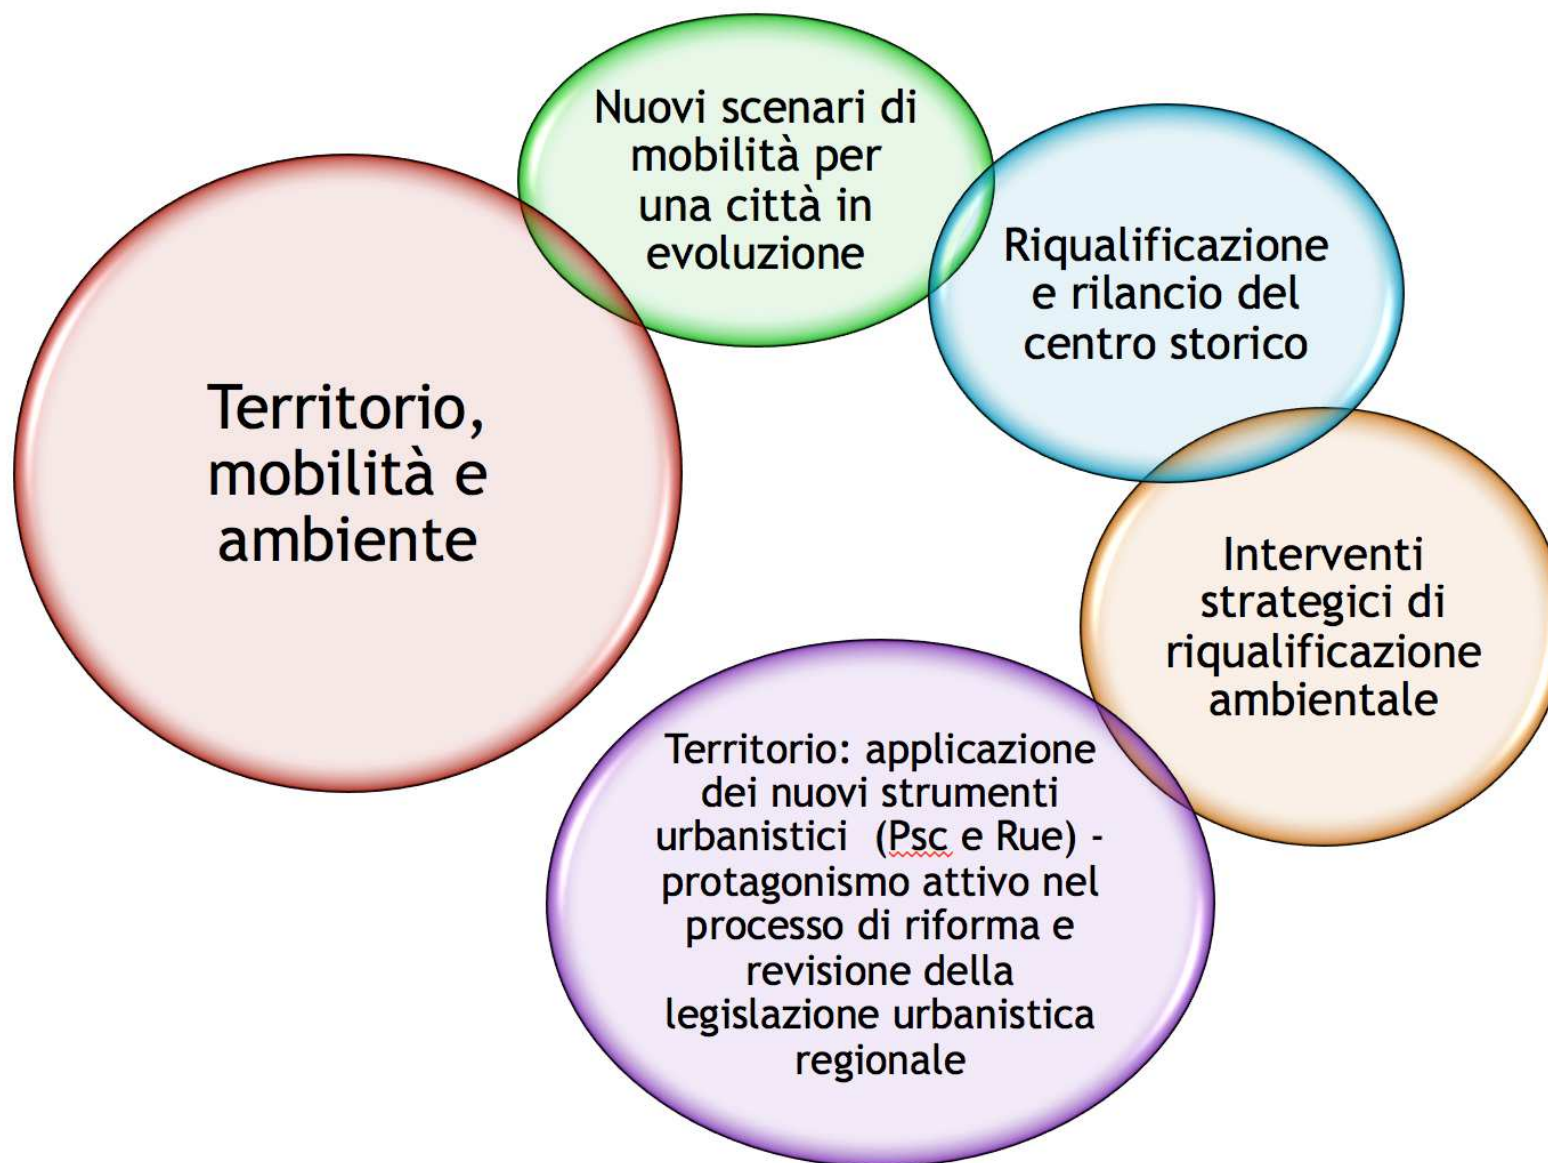 Territorio,
mobilità e
ambiente
Nuovi scenari di
mobilità per
una città in
evoluzione
Riqualificazione
e rilancio del
centro storico
Interventi
strategici di
riqualificazione
ambientale
Territorio: applicazione
dei nuovi strumenti
urbanistici (Psc e Rue) -
protagonismo attivo nel
processo di riforma e
revisione della
legislazione urbanistica
regionale